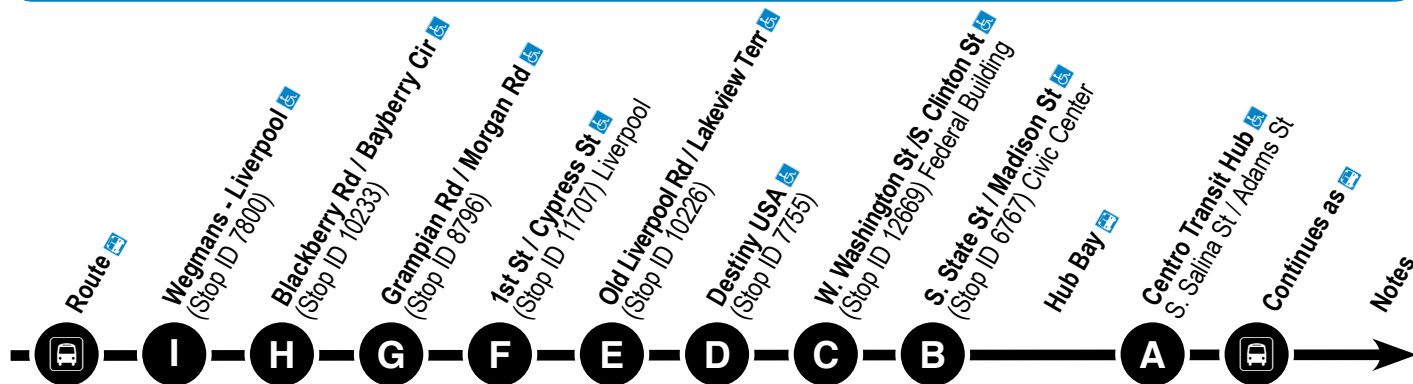 Route
Wegmans - Liverpool
(Stop ID 7800)
Blackberry Rd / Bayberry Cir
(Stop ID 10233)
Grampian Rd / Morgan Rd
(Stop ID 8796)
1st St / Cypress St
(Stop ID 11707) Liverpool
Old Liverpool Rd / Lakeview Terr
(Stop ID 10226)
Destiny USA
(Stop ID 7755)
W. Washington St /S. Clinton St
(Stop ID 12669) Federal Building
S. State St / Madison St
(Stop ID 6767) Civic Center
Hub Bay
Centro Transit Hub
S. Salina St / Adams St
Continues as
Notes
I H G F E D C B A